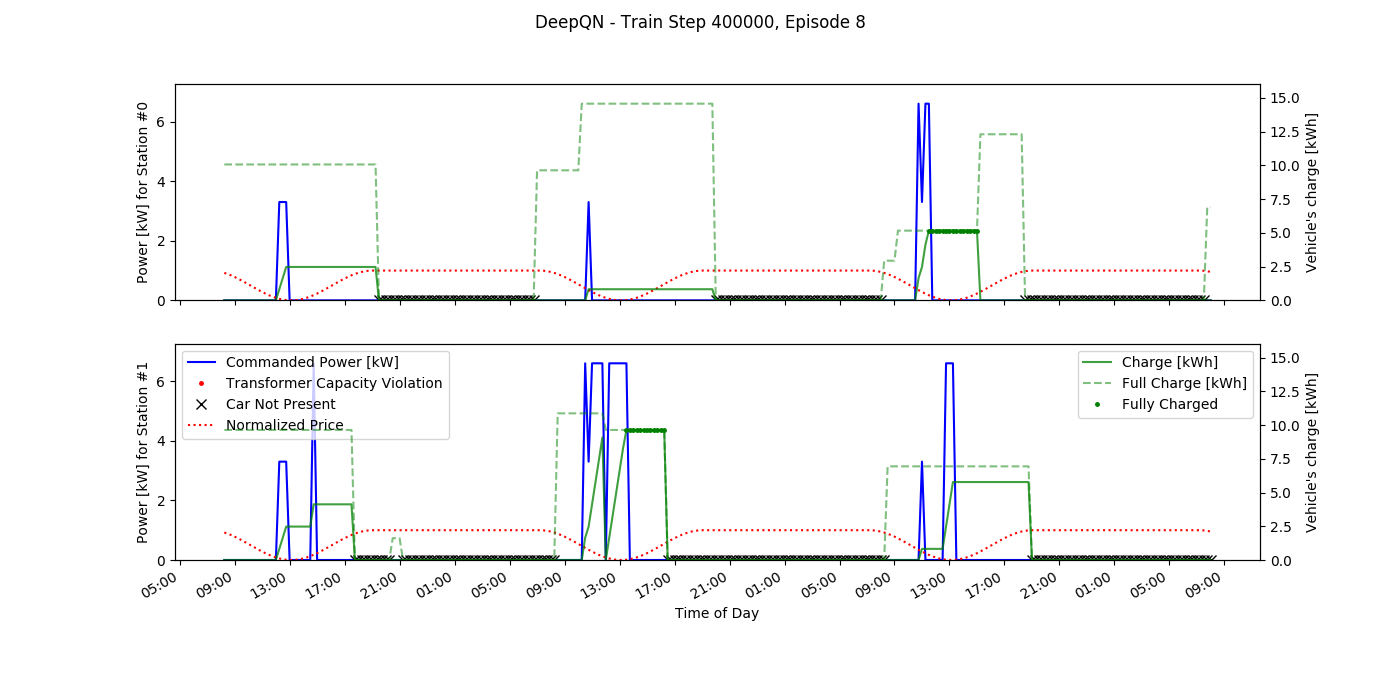 DeepQN - Train Step 400000, Episode 8
Power [kW] for Station #0
0
2
4
6
0.0
2.5
5.0
7.5
10.0
12.5
15.0
Vehicle's charge [kWh]
Power [kW] for Station #1
0
2
4
6
Commanded Power [kW]
Transformer Capacity Violation
Car Not Present
Normalized Price
Charge [kWh]
Full Charge [kWh]
Fully Charged
0.0
2.5
5.0
7.5
10.0
12.5
15.0
Vehicle's charge [kWh]
05:00 09:00 13:00 17:00 21:00 01:00 05:00 09:00 13:00 17:00 21:00 01:00 05:00 09:00 13:00 17:00 21:00 01:00 05:00 09:00
Time of Day